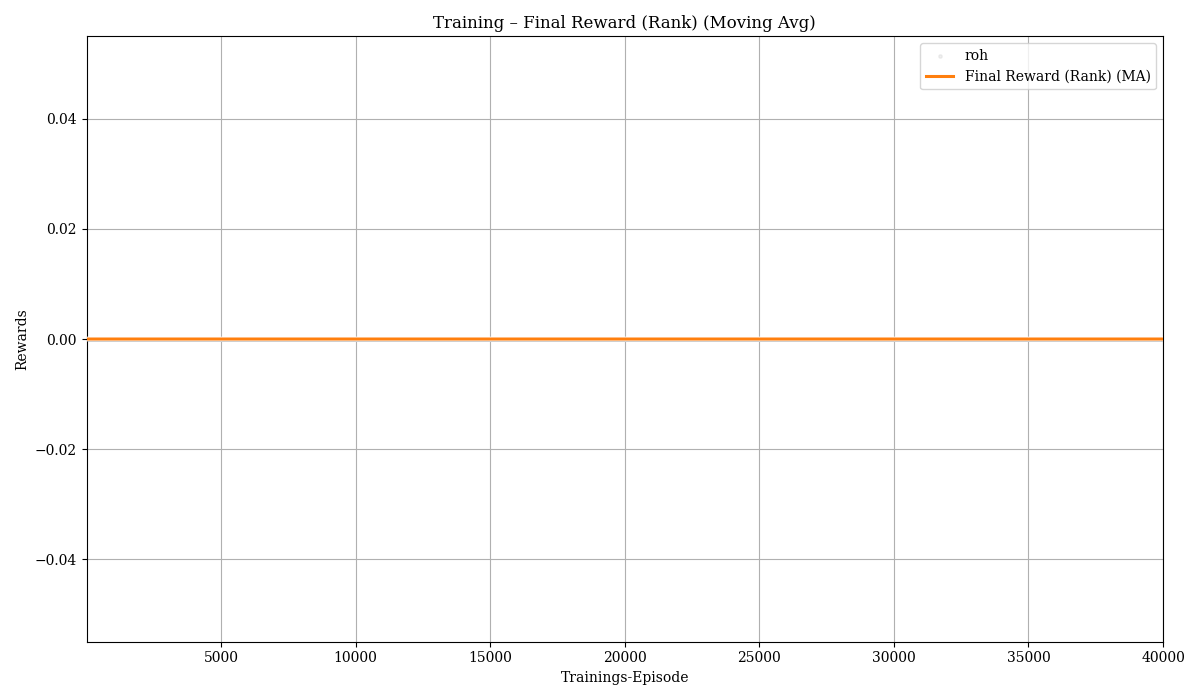 Training – Final Reward (Rank) (Moving Avg)
roh
Final Reward (Rank) (MA)
Rewards
0.04
0.02
0.00
−0.02
−0.04
5000 10000 15000 20000 25000 30000 35000 40000
Trainings-Episode